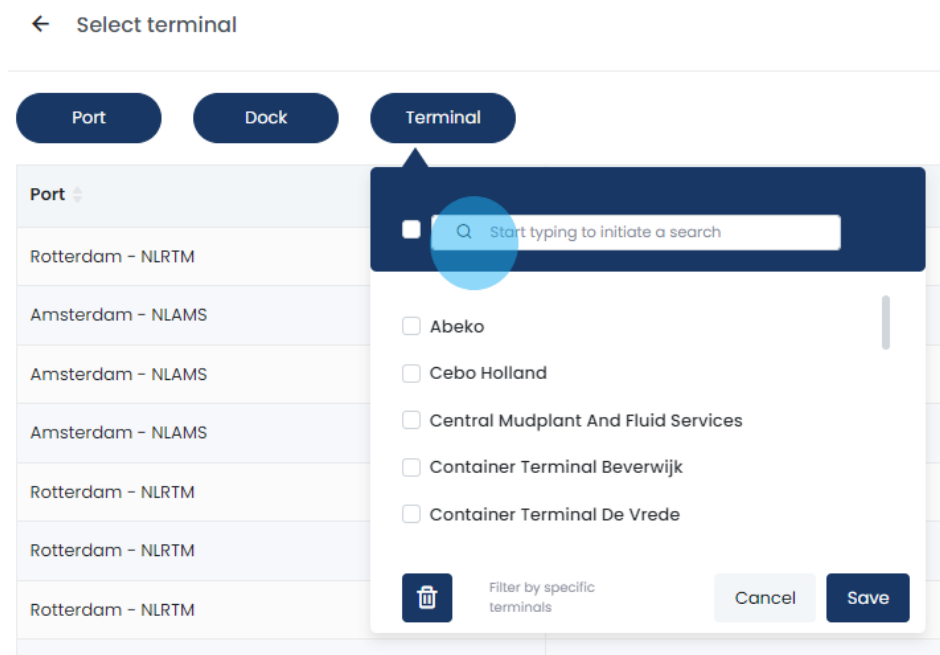 Select terminal
Port
Dock
Terminal
Port
Start typing to initiate a search
Rotterdam - NLRTM
Amsterdam - NLAMS
Amsterdam - NLAMS
Amsterdam - NLAMS
Rotterdam - NLRTM
Rotterdam - NLRTM
Rotterdam - NLRTM
Abeko
Cebo Holland
Central Mudplant And Fluid Services
Container Terminal Beverwijk
Container Terminal De Vrede
Filter by specific
terminals
Cancel
Save